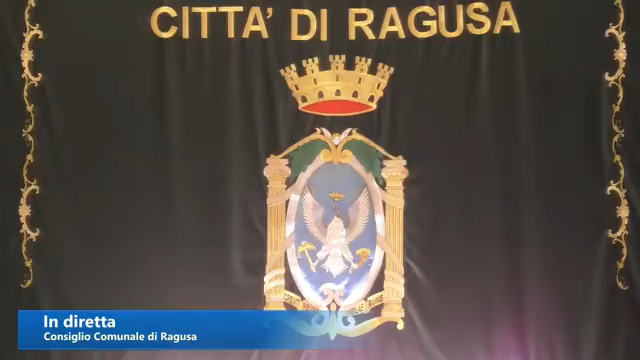 CITTA' DI RAGUSA
In diretta
Consiglio Comunale di Ragusa